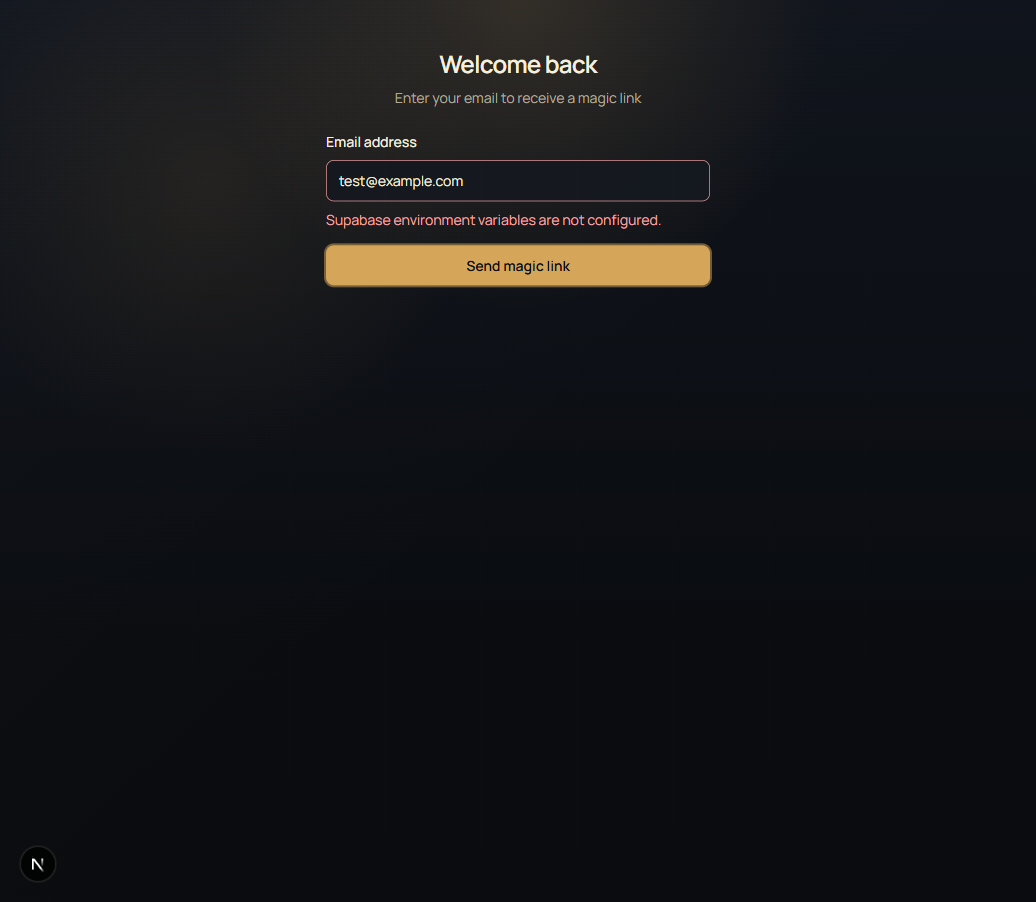 Welcome back
Enter your email to receive a magic link
Email address
test@example.com
Supabase environment variables are not configured.
Send magic link
N